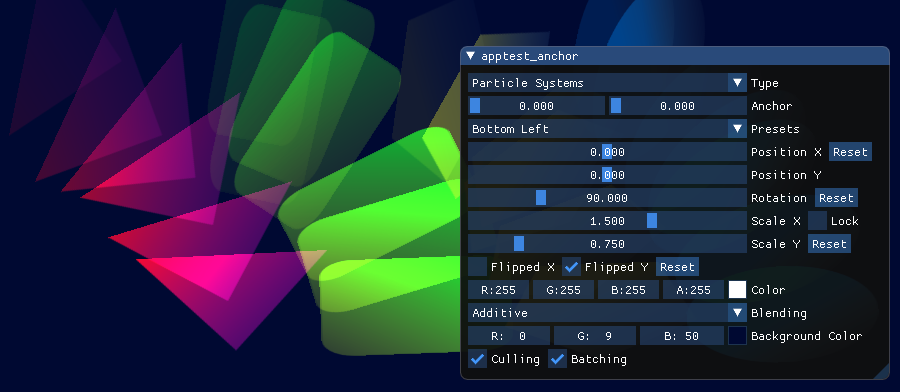 apptest_anchor
Particle Systems Type
0.000 0.000 Anchor
Bottom Left Presets
0.000 Position X Reset
0.000 Position Y
90.000 Rotation Reset
1.500 Scale X Lock
0.750 Scale Y Reset
Flipped X Flipped Y Reset
R:255 G:255 B:255 A:255 Color
Additive Blending
R: 0 G: 9 B: 50 Background Color
Culling Batching